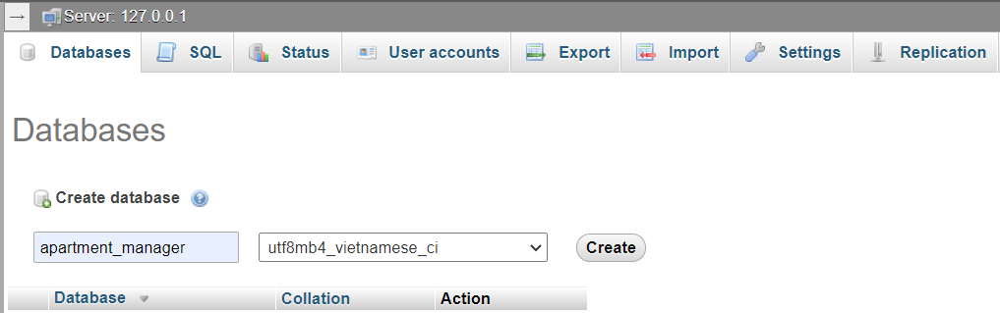 Server: 127.0.0.1
Databases SQL Status User accounts Export Import Settings Replication
Databases
Create database
apartment_manager utf8mb4_vietnamese_ci Create
Database Collation Action